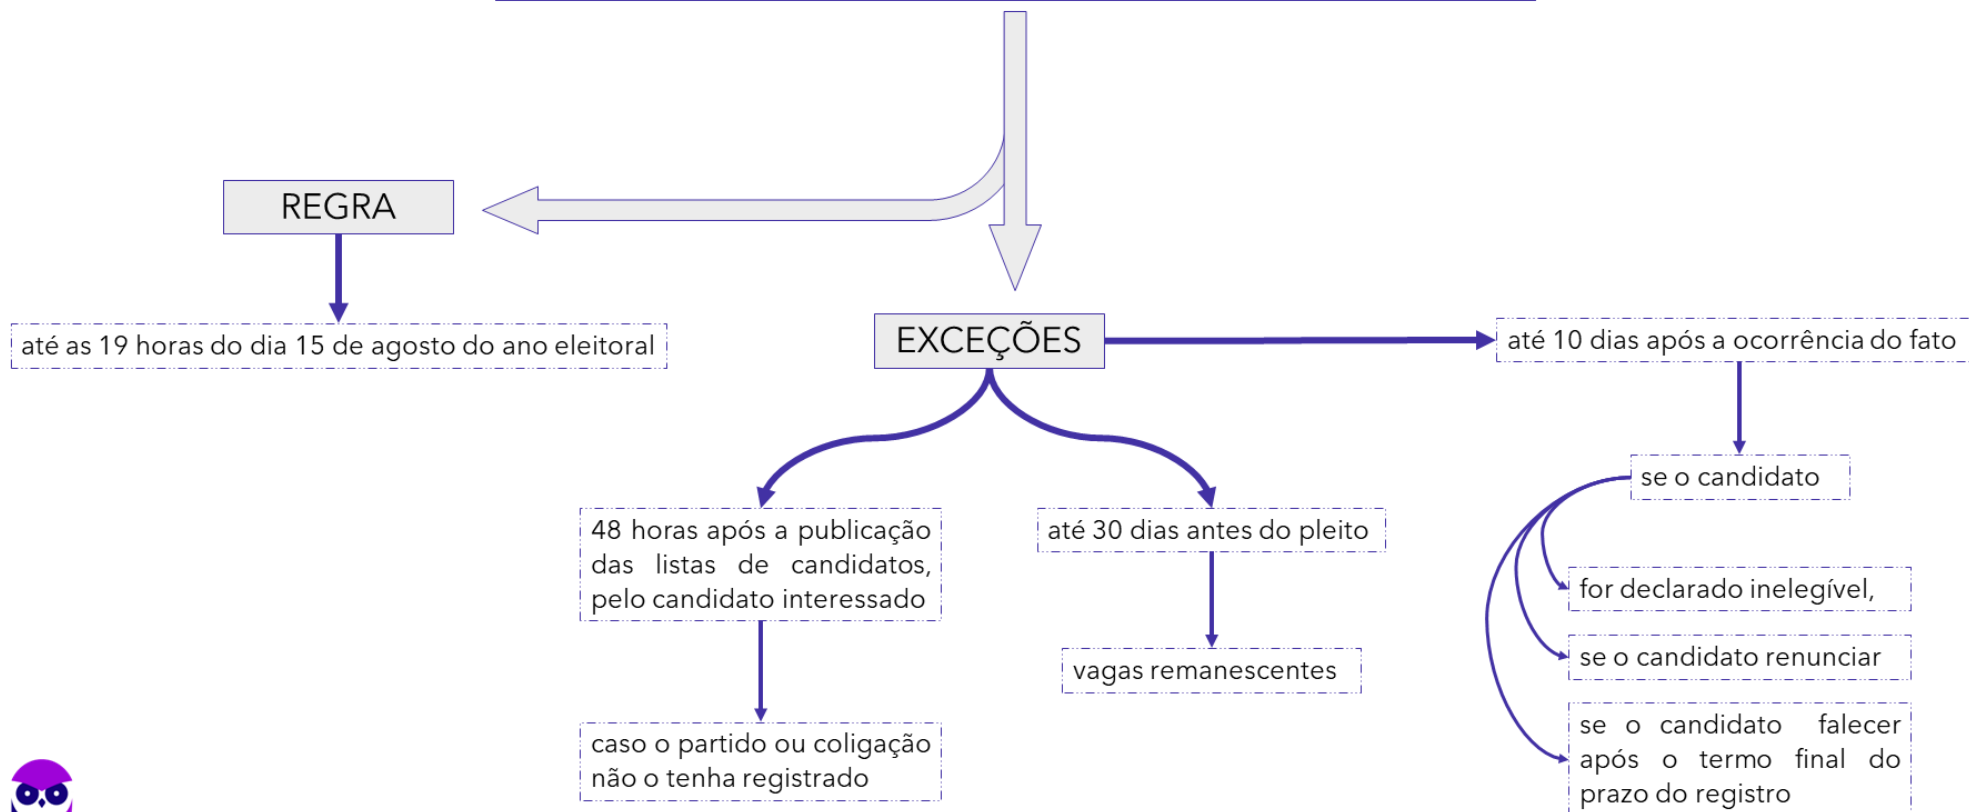 REGRA
até as 19 horas do dia 15 de agosto do ano eleitoral
EXCEÇÕES
até 10 dias após a ocorrência do fato
48 horas após a publicação
das listas de candidatos,
pelo candidato interessado
caso o partido ou coligação
não o tenha registrado
até 30 dias antes do pleito
vagas remanescentes
se o candidato
for declarado inelegível,
se o candidato renunciar
se o candidato falecer
após o termo final do
prazo do registro